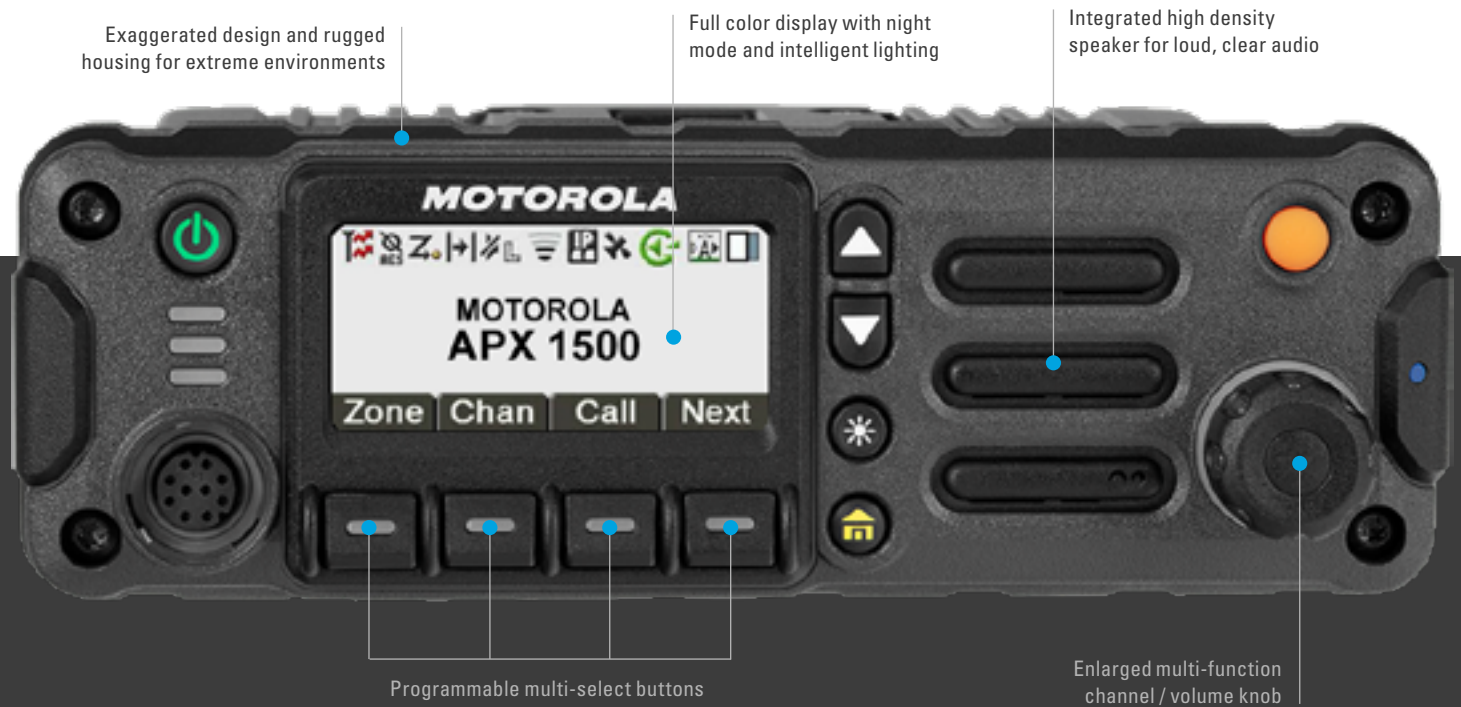 Exaggerated design and rugged
housing for extreme environments
Full color display with night
mode and intelligent lighting
Integrated high density
speaker for loud, clear audio
MOTOROLA
MOTOROLA
APX 1500
Zone Chan Call Next
Programmable multi-select buttons
Enlarged multi-function
channel / volume knob